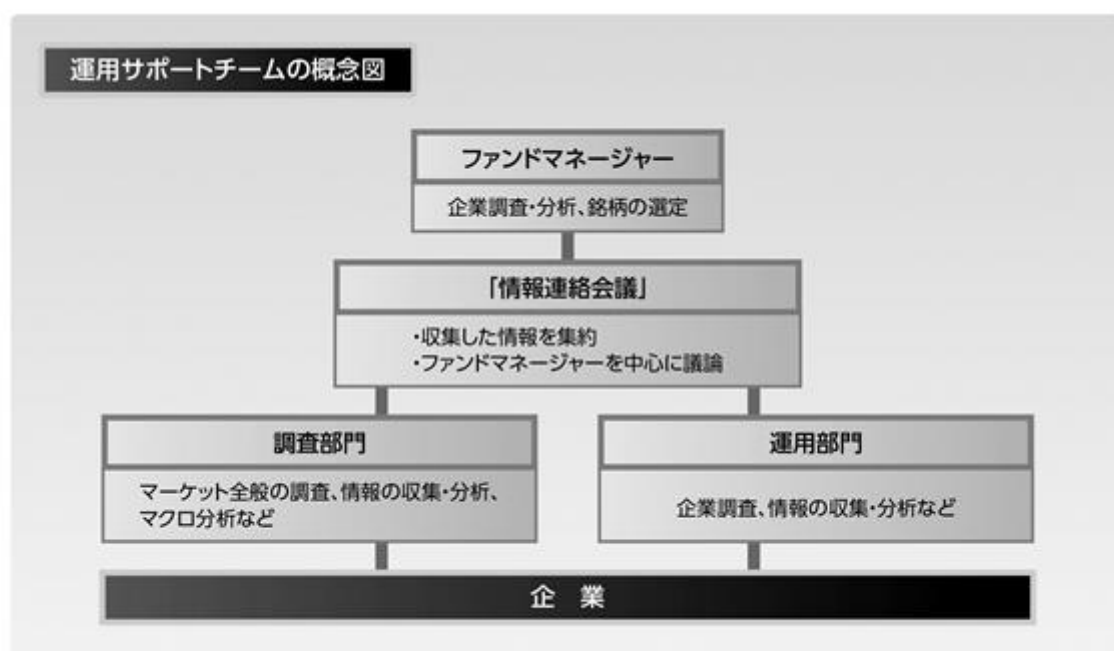 運用サポートチームの概念図
ファンドマネージャー
企業調査・分析、銘柄の選定
「情報連絡会議」
・収集した情報を集約
・ファンドマネージャーを中心に議論
調査部門
マーケット全般の調査、情報の収集・分析、
マクロ分析など
運用部門
企業調査、情報の収集・分析など
企 業